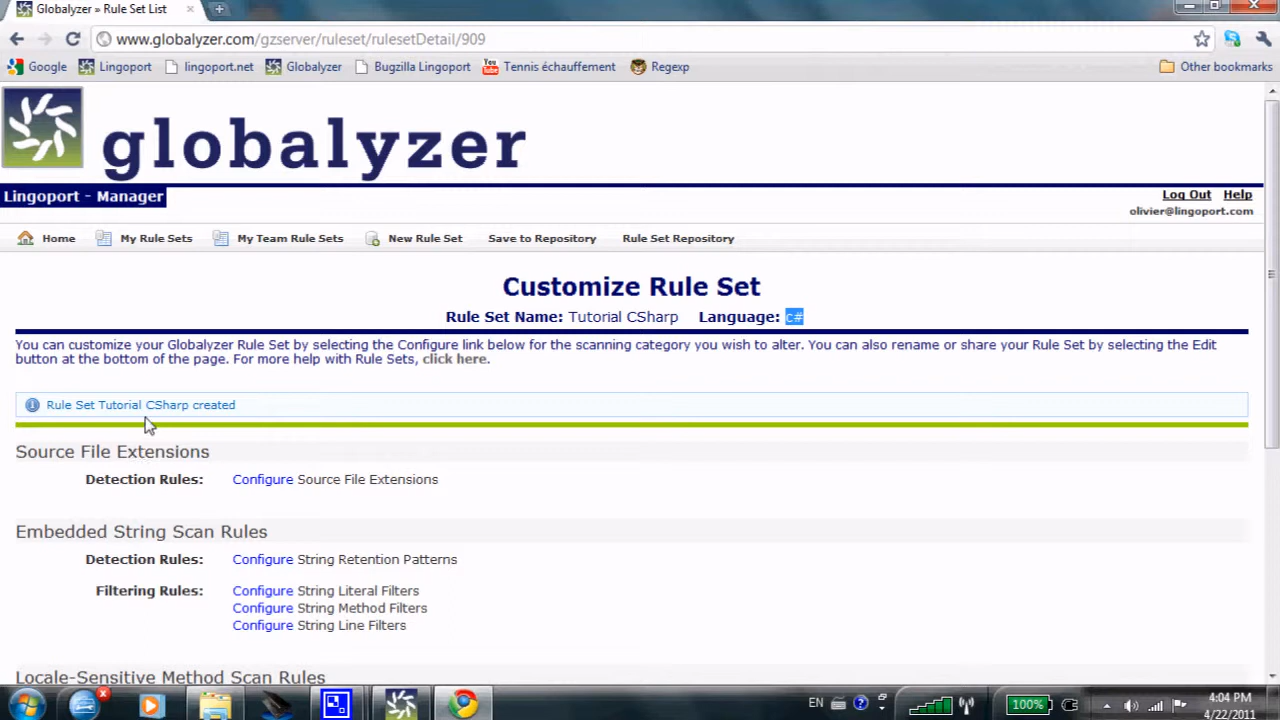 Globalyzer » Rule Set List
www.globalyzer.com/gzserver/ruleset/rulesetDetail/909
Google Lingoport lingoport.net Globalyzer Bugzilla Lingoport Tennis échauffement Regexp Other bookmarks
globalyzer
Lingoport - Manager
Log Out Help
olivier@lingoport.com
Home My Rule Sets My Team Rule Sets New Rule Set Save to Repository Rule Set Repository
Customize Rule Set
Rule Set Name: Tutorial CSharp Language: c#
You can customize your Globalyzer Rule Set by selecting the Configure link below for the scanning category you wish to alter. You can also rename or share your Rule Set by selecting the Edit
button at the bottom of the page. For more help with Rule Sets, click here.
Rule Set Tutorial CSharp created
Source File Extensions
Detection Rules: Configure Source File Extensions
Embedded String Scan Rules
Detection Rules: Configure String Retention Patterns
Filtering Rules: Configure String Literal Filters
Configure String Method Filters
Configure String Line Filters
Locale-Sensitive Method Scan Rules
EN 100% 4:04 PM
4/22/2011